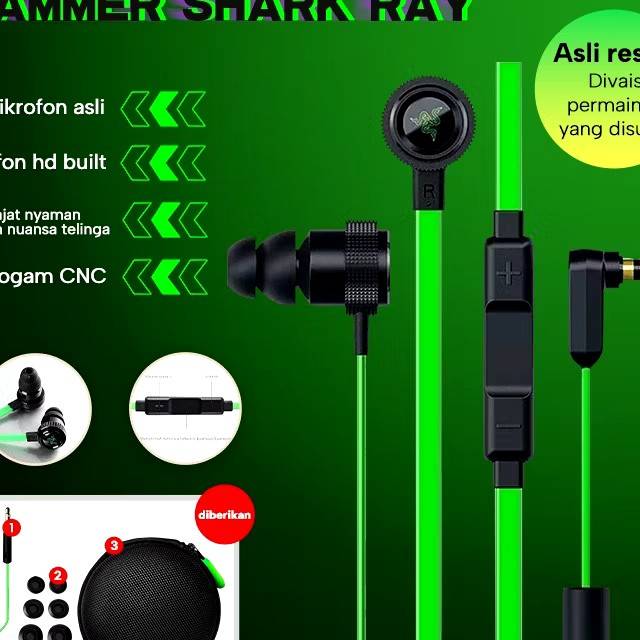 AMMER SHARK RAY
Asli res
Divais
permain
yang disu
ikrofon asli
fon hd built
jat nyaman
n nuansa telinga
ogam CNC
R
diberikan
1
2
3